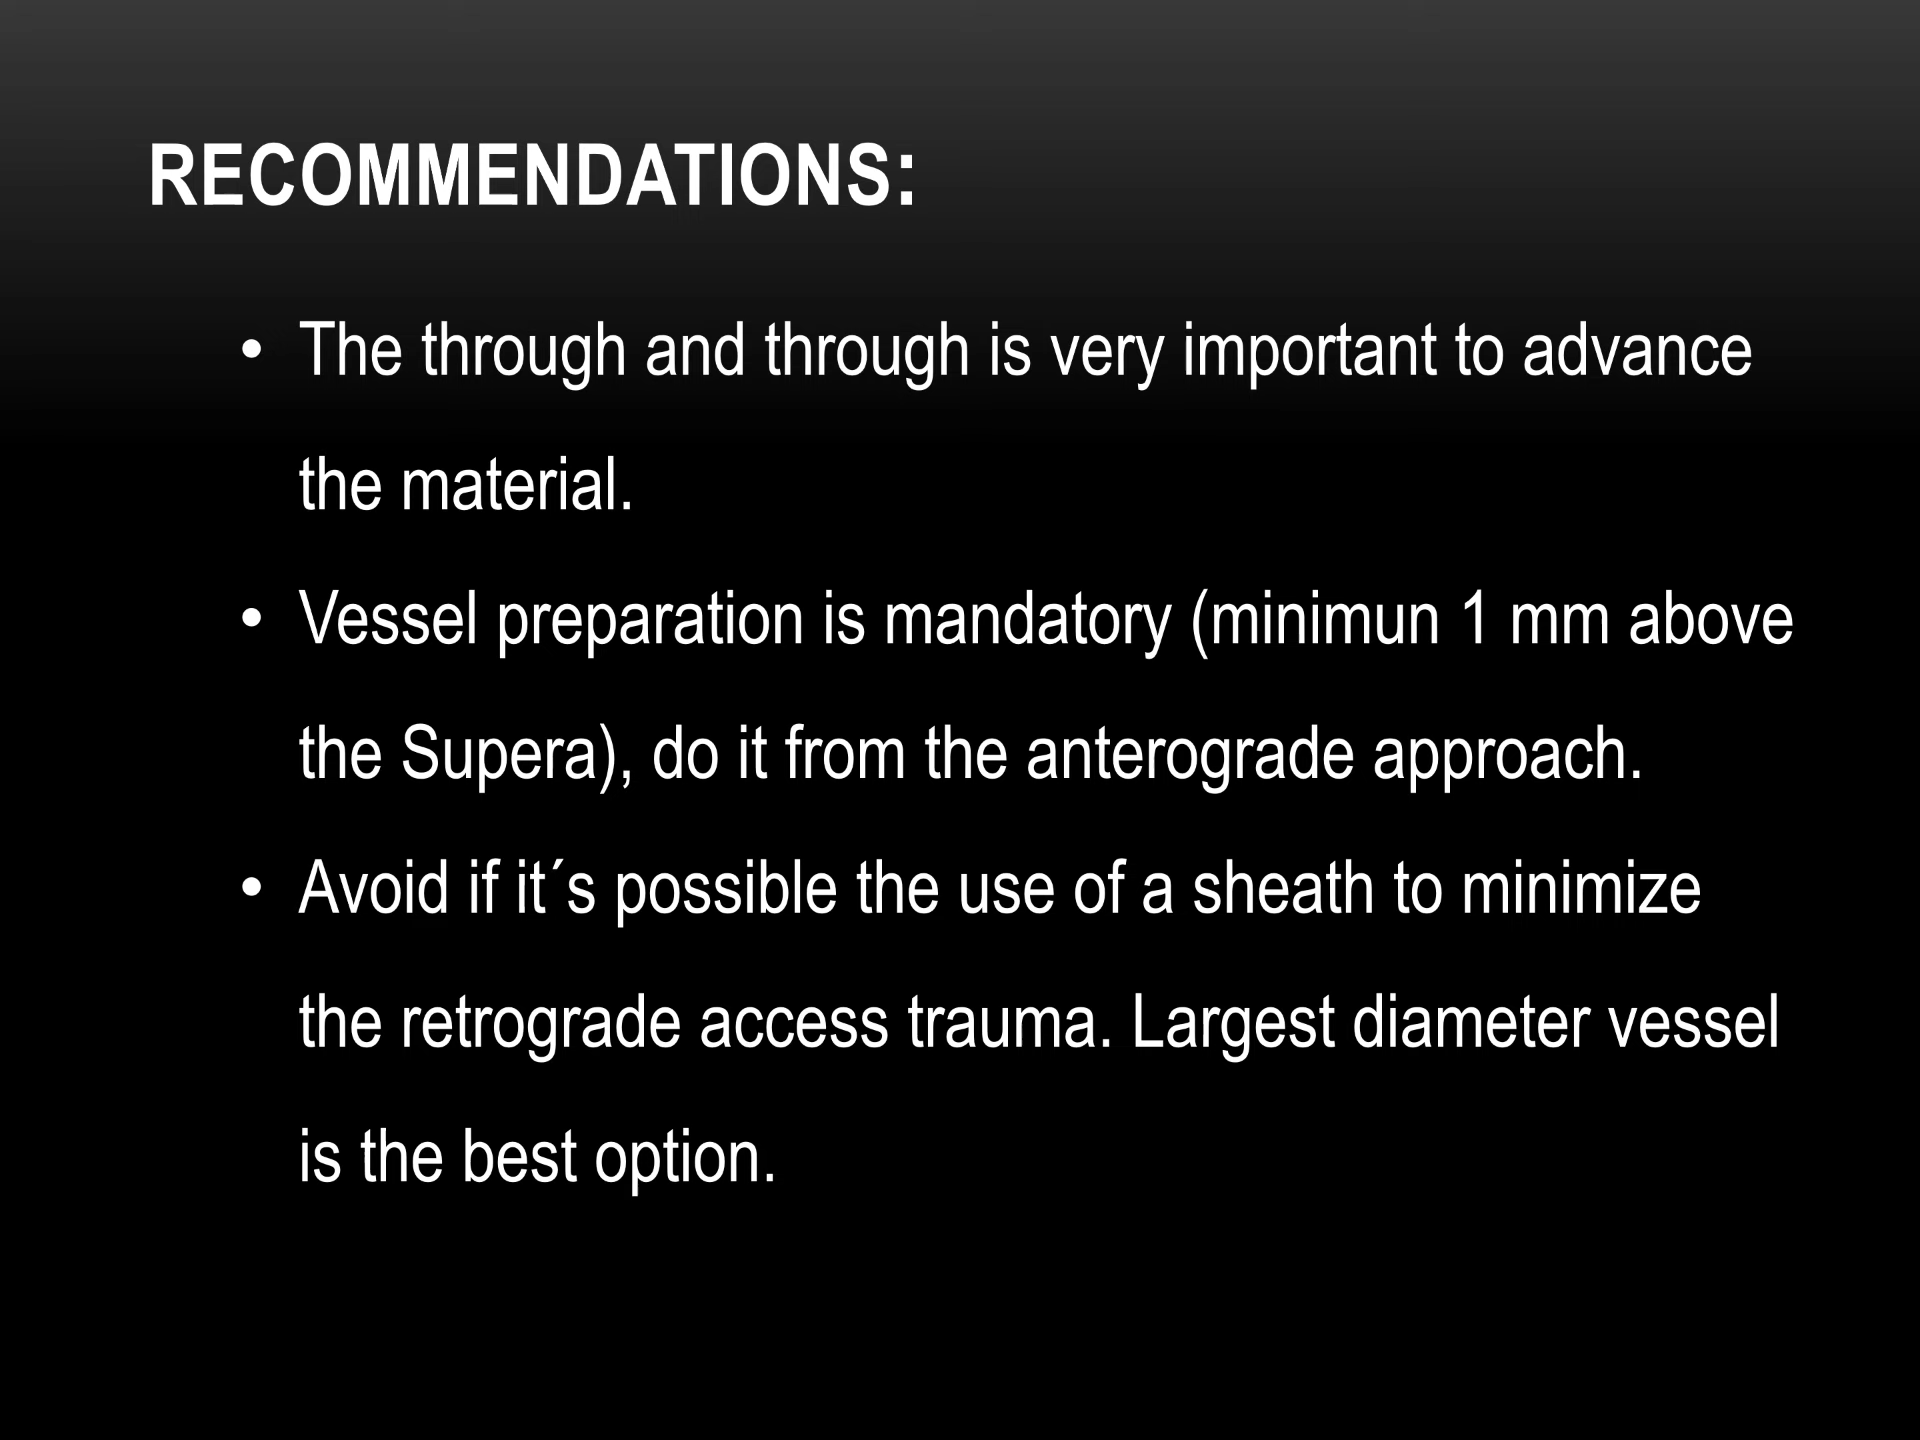 RECOMMENDATIONS:
• The through and through is very important to advance
the material.
• Vessel preparation is mandatory (minimun 1 mm above
the Supera), do it from the anterograde approach.
• Avoid if it´s possible the use of a sheath to minimize
the retrograde access trauma. Largest diameter vessel
is the best option.